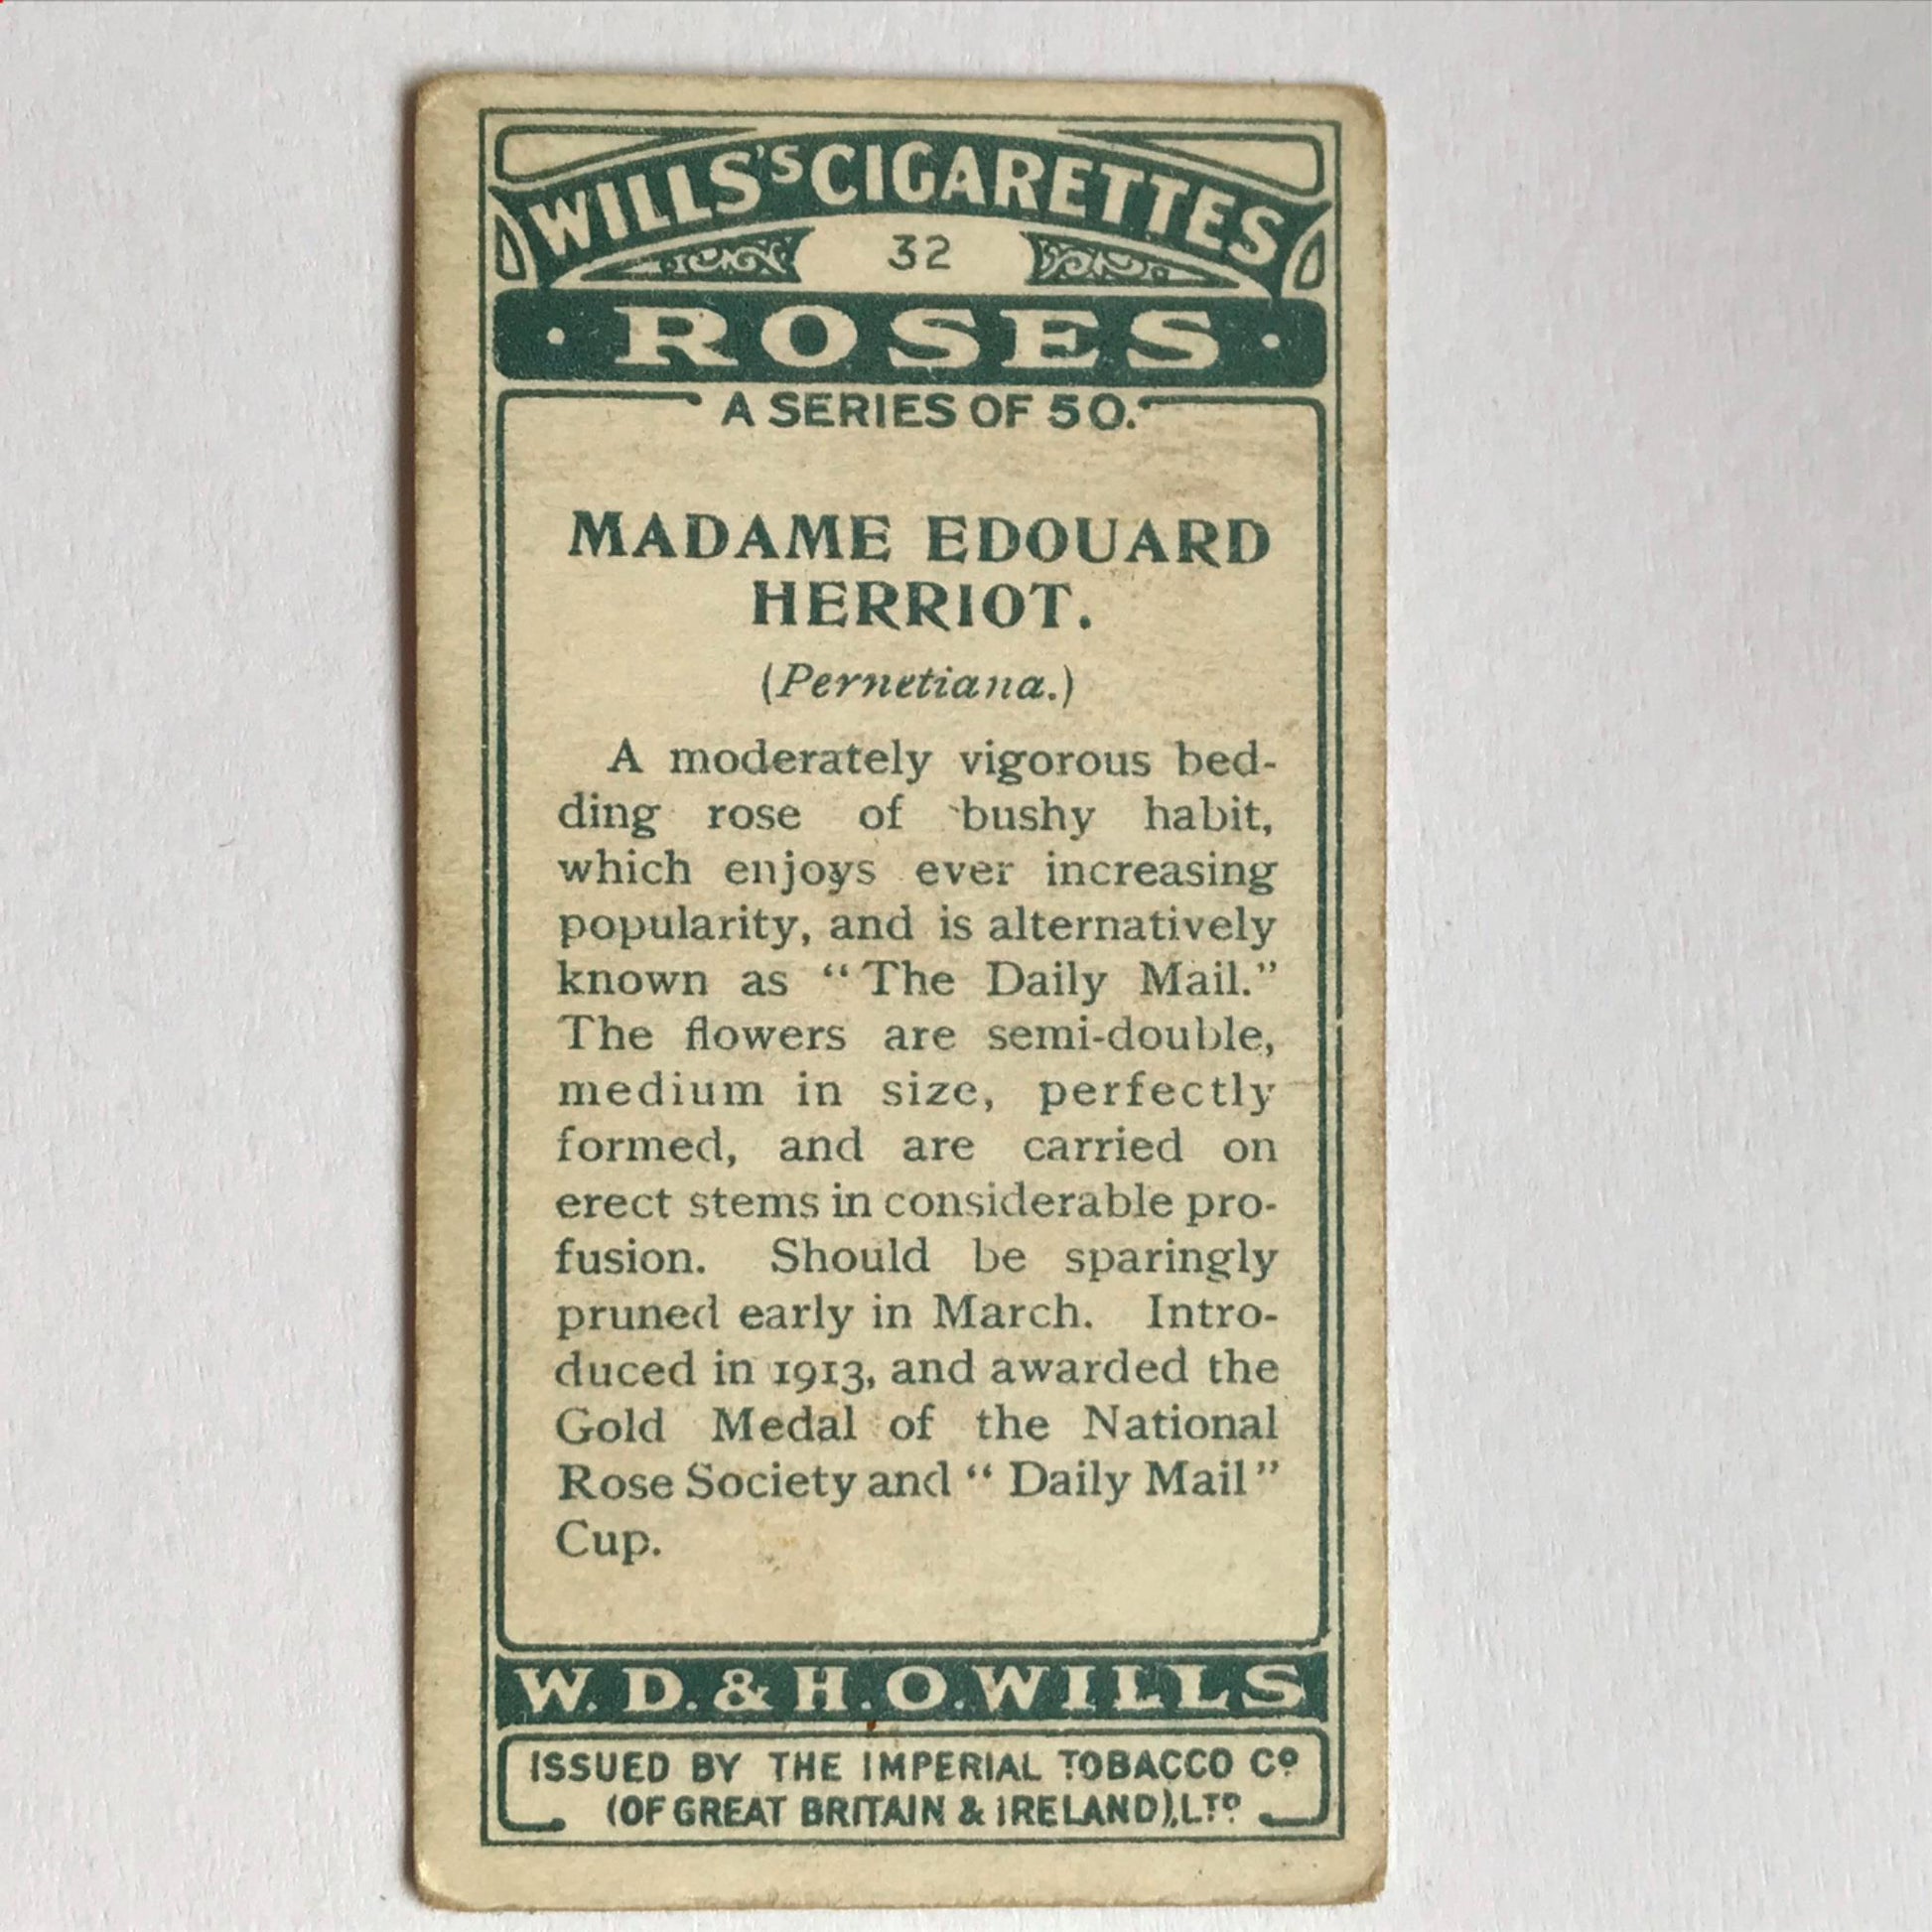 WILLS'S CIGARETTES
32
· ROSES ·
A SERIES OF 50.
MADAME EDOUARD
HERRIOT.
(Pernetiana.)
A moderately vigorous bed-
ding rose of bushy habit,
which enjoys ever increasing
popularity, and is alternatively
known as “The Daily Mail.”
The flowers are semi-double,
medium in size, perfectly
formed, and are carried on
erect stems in considerable pro-
fusion. Should be sparingly
pruned early in March. Intro-
duced in 1913, and awarded the
Gold Medal of the National
Rose Society and “Daily Mail”
Cup.
W. D. & H. O. WILLS
ISSUED BY THE IMPERIAL TOBACCO Co
(OF GREAT BRITAIN & IRELAND), LTD